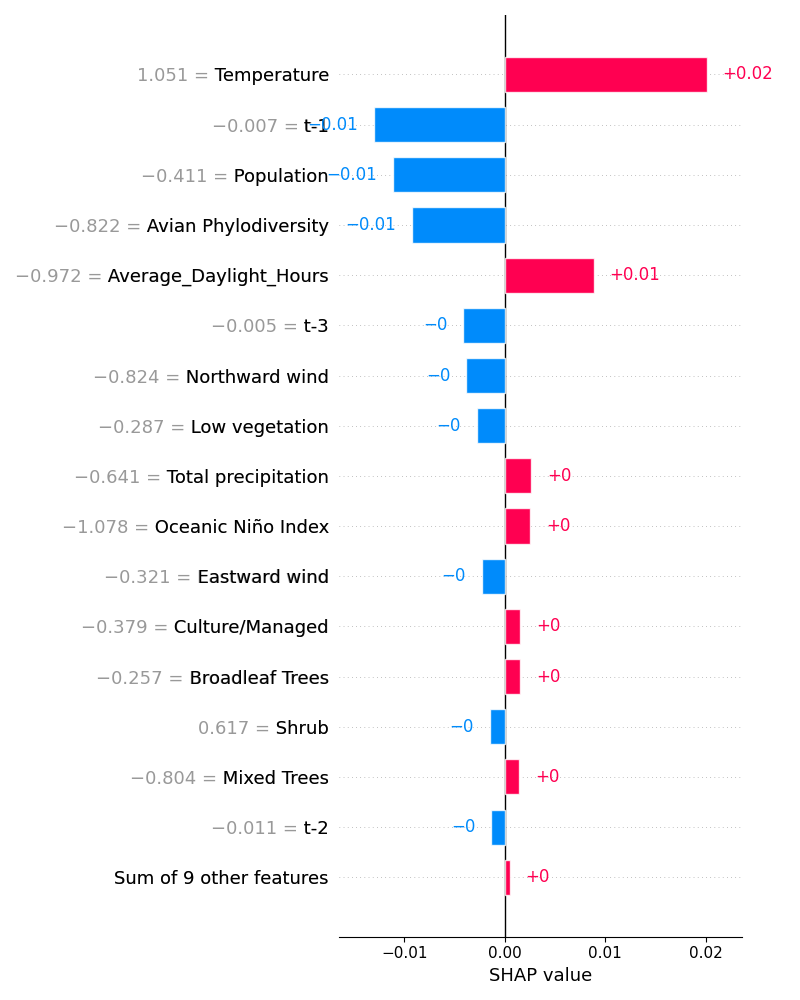 1.051 = Temperature +0.02
−0.007 = t-1 −0.01
−0.411 = Population −0.01
−0.822 = Avian Phylodiversity −0.01
−0.972 = Average_Daylight_Hours +0.01
−0.005 = t-3 −0
−0.824 = Northward wind −0
−0.287 = Low vegetation −0
−0.641 = Total precipitation +0
−1.078 = Oceanic Niño Index +0
−0.321 = Eastward wind −0
−0.379 = Culture/Managed +0
−0.257 = Broadleaf Trees +0
0.617 = Shrub −0
−0.804 = Mixed Trees +0
−0.011 = t-2 −0
Sum of 9 other features +0
−0.01 0.00 0.01 0.02
SHAP value